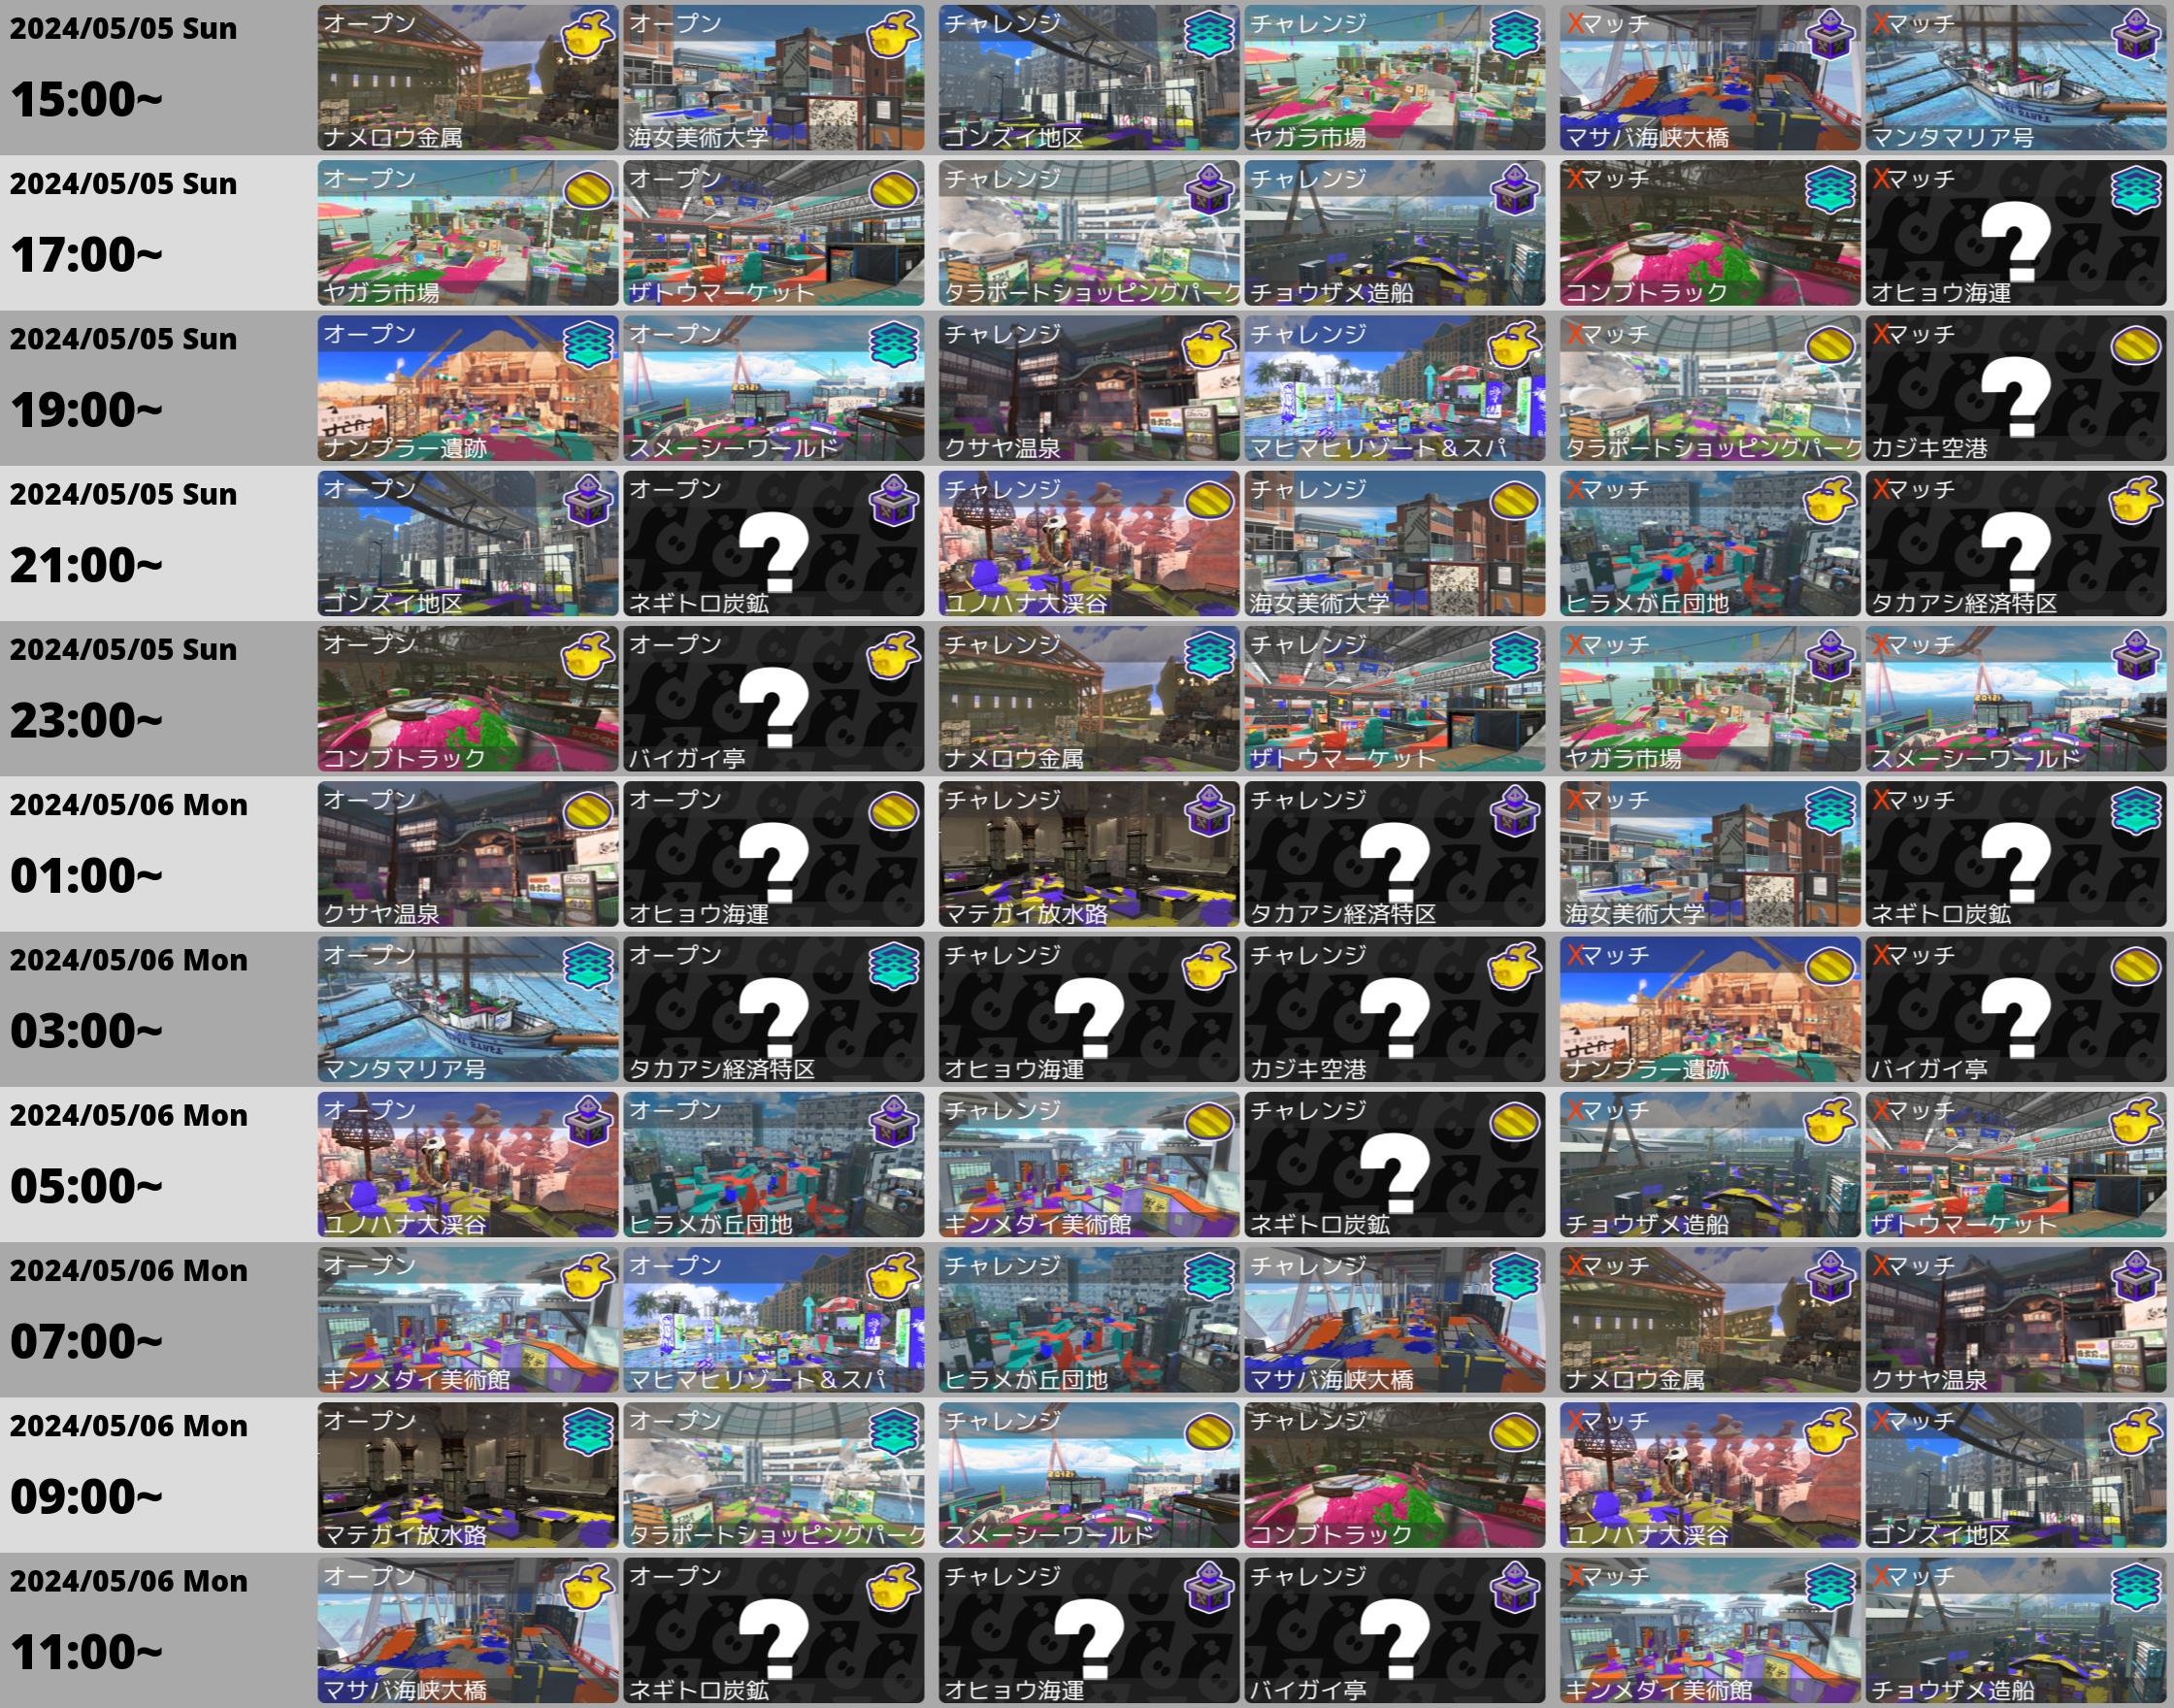 2024/05/05 Sun
15:00~
オープン オープン チャレンジ チャレンジ Xマッチ Xマッチ
ナメロウ金属 海女美術大学 ゴンズイ地区 ヤガラ市場 マサバ海峡大橋 マンタマリア号
2024/05/05 Sun
17:00~
オープン オープン チャレンジ チャレンジ Xマッチ Xマッチ
ヤガラ市場 ザトウマーケット タラポートショッピングパーク チョウザメ造船 コンブトラック オヒョウ海運
2024/05/05 Sun
19:00~
オープン オープン チャレンジ チャレンジ Xマッチ Xマッチ
ナンプラー遺跡 スメーシーワールド クサヤ温泉 マヒマヒリゾート&スパ タラポートショッピングパーク カジキ空港
2024/05/05 Sun
21:00~
オープン オープン チャレンジ チャレンジ Xマッチ Xマッチ
ゴンズイ地区 ネギトロ炭鉱 ユノハナ大渓谷 海女美術大学 ヒラメが丘団地 タカアシ経済特区
2024/05/05 Sun
23:00~
オープン オープン チャレンジ チャレンジ Xマッチ Xマッチ
コンブトラック バイガイ亭 ナメロウ金属 ザトウマーケット ヤガラ市場 スメーシーワールド
2024/05/06 Mon
01:00~
オープン オープン チャレンジ チャレンジ Xマッチ Xマッチ
クサヤ温泉 オヒョウ海運 マテガイ放水路 タカアシ経済特区 海女美術大学 ネギトロ炭鉱
2024/05/06 Mon
03:00~
オープン オープン チャレンジ チャレンジ Xマッチ Xマッチ
マンタマリア号 タカアシ経済特区 オヒョウ海運 カジキ空港 ナンプラー遺跡 バイガイ亭
2024/05/06 Mon
05:00~
オープン オープン チャレンジ チャレンジ Xマッチ Xマッチ
ユノハナ大渓谷 ヒラメが丘団地 キンメダイ美術館 ネギトロ炭鉱 チョウザメ造船 ザトウマーケット
2024/05/06 Mon
07:00~
オープン オープン チャレンジ チャレンジ Xマッチ Xマッチ
キンメダイ美術館 マヒマヒリゾート&スパ ヒラメが丘団地 マサバ海峡大橋 ナメロウ金属 クサヤ温泉
2024/05/06 Mon
09:00~
オープン オープン チャレンジ チャレンジ Xマッチ Xマッチ
マテガイ放水路 タラポートショッピングパーク スメーシーワールド コンブトラック ユノハナ大渓谷 ゴンズイ地区
2024/05/06 Mon
11:00~
オープン オープン チャレンジ チャレンジ Xマッチ Xマッチ
マサバ海峡大橋 ネギトロ炭鉱 オヒョウ海運 バイガイ亭 キンメダイ美術館 チョウザメ造船